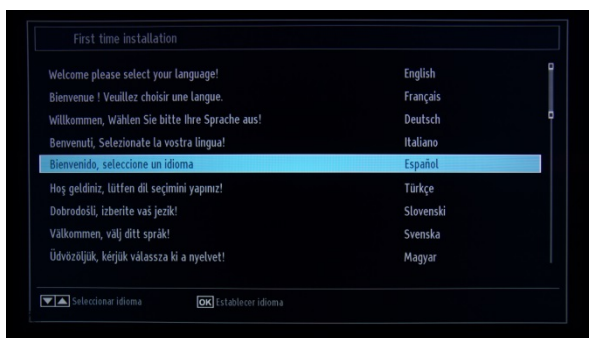 First time installation
Welcome please select your language! English
Bienvenue ! Veuillez choisir une langue. Français
Willkommen, Wählen Sie bitte Ihre Sprache aus! Deutsch
Benvenuti, Selezionate la vostra lingua! Italiano
Bienvenido, seleccione un idioma Español
Hoş geldiniz, lütfen dil seçimini yapınız! Türkçe
Dobrodošli, izberite vaš jezik! Slovenski
Välkommen, välj ditt språk! Svenska
Üdvözöljük, kérjük válassza ki a nyelvet! Magyar
Seleccionar idioma OK Establecer idioma